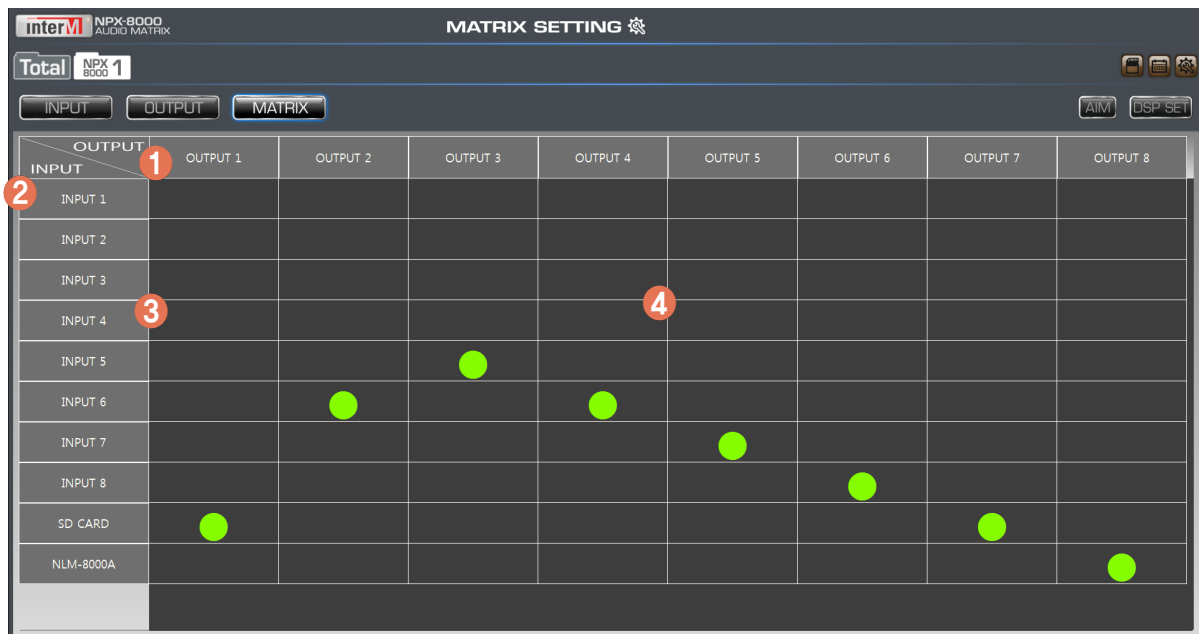 interM NPX-8000 AUDIO MATRIX MATRIX SETTING
Total NPX 8000 1
INPUT OUTPUT MATRIX AIM DSP SET
OUTPUT
INPUT
1
OUTPUT 1 OUTPUT 2 OUTPUT 3 OUTPUT 4 OUTPUT 5 OUTPUT 6 OUTPUT 7 OUTPUT 8
2
INPUT 1
INPUT 2
INPUT 3
3 4
INPUT 4
INPUT 5
INPUT 6
INPUT 7
INPUT 8
SD CARD
NLM-8000A